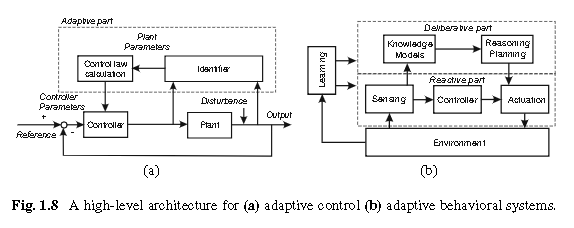 Adaptive part
Plant
Parameters
Control law
calculation
Identifier
Controller
Parameters
Disturbance
Output
+
Reference
-
Controller
Plant
(a)
Deliberative part
Knowledge
Models
Reasoning
Planning
Learning
Reactive part
Sensing
Controller
Actuation
Environment
(b)
Fig. 1.8 A high-level architecture for (a) adaptive control (b) adaptive behavioral systems.